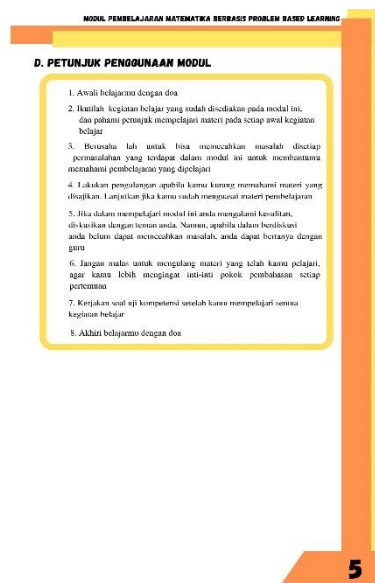 MODUL PEMBELAJARAN MATEMATIKA BERBASIS PROBLEM BASED LEARNING
D. PETUNJUK PENGGUNAAN MODUL
1. Awali belajarmu dengan doa
2. Ikutilah kegiatan belajar yang sudah disediakan pada modul ini,
dan pahami petunjuk mempelajari materi pada setiap awal kegiatan
belajar
3. Berusaha lah untuk bisa memecahkan masalah disetiap
permasalahan yang terdapat dalam modul ini untuk membantumu
memahami pembelajaran yang dipelajari
4. Lakukan pengulangan apabila kamu kurang memahami materi yang
disajikan. Lanjutkan jika kamu sudah menguasai materi pembelajaran
5. Jika dalam mempelajari modul ini anda mengalami kesulitan,
diskusikan dengan teman anda. Namun, apabila dalam berdiskusi
anda belum dapat memecahkan masalah, anda dapat bertanya dengan
guru
6. Jangan malas untuk mengulang materi yang telah kamu pelajari,
agar kamu lebih mengingat inti-inti pokok pembahasan setiap
pertemuan
7. Kerjakan soal uji kompetensi setelah kamu mempelajari semua
kegiatan belajar
8. Akhiri belajarmu dengan doa
5